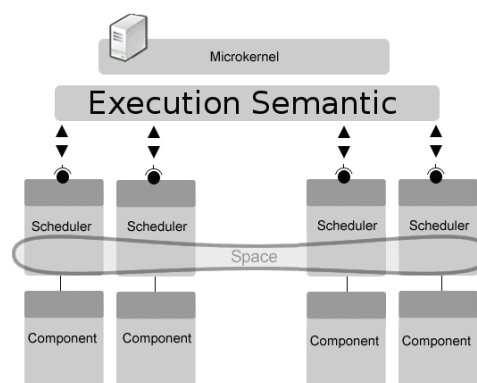 Microkernel
Execution Semantic
Scheduler Scheduler Scheduler Scheduler
Space
Component Component Component Component